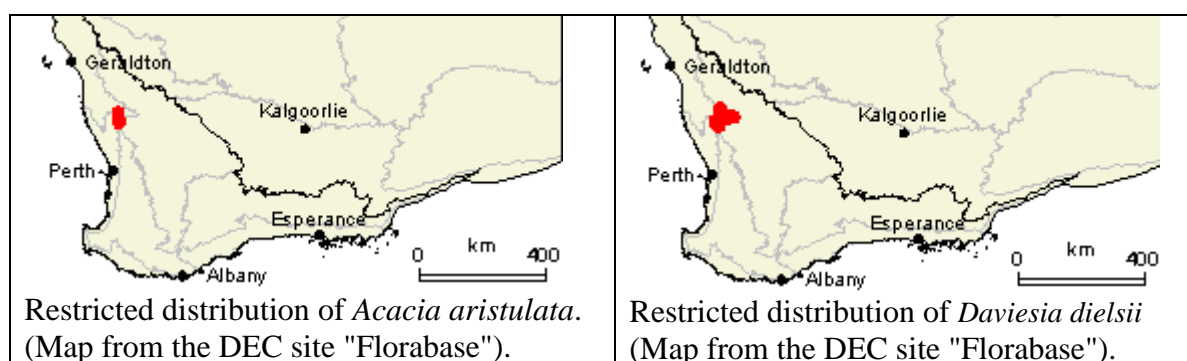 Geraldton
Kalgoorlie
Perth
Esperance
km
0 400
Albany
Restricted distribution of Acacia aristulata.
(Map from the DEC site "Florabase").
Geraldton
Kalgoorlie
Perth
Esperance
km
0 400
Albany
Restricted distribution of Daviesia dielsii
(Map from the DEC site "Florabase").